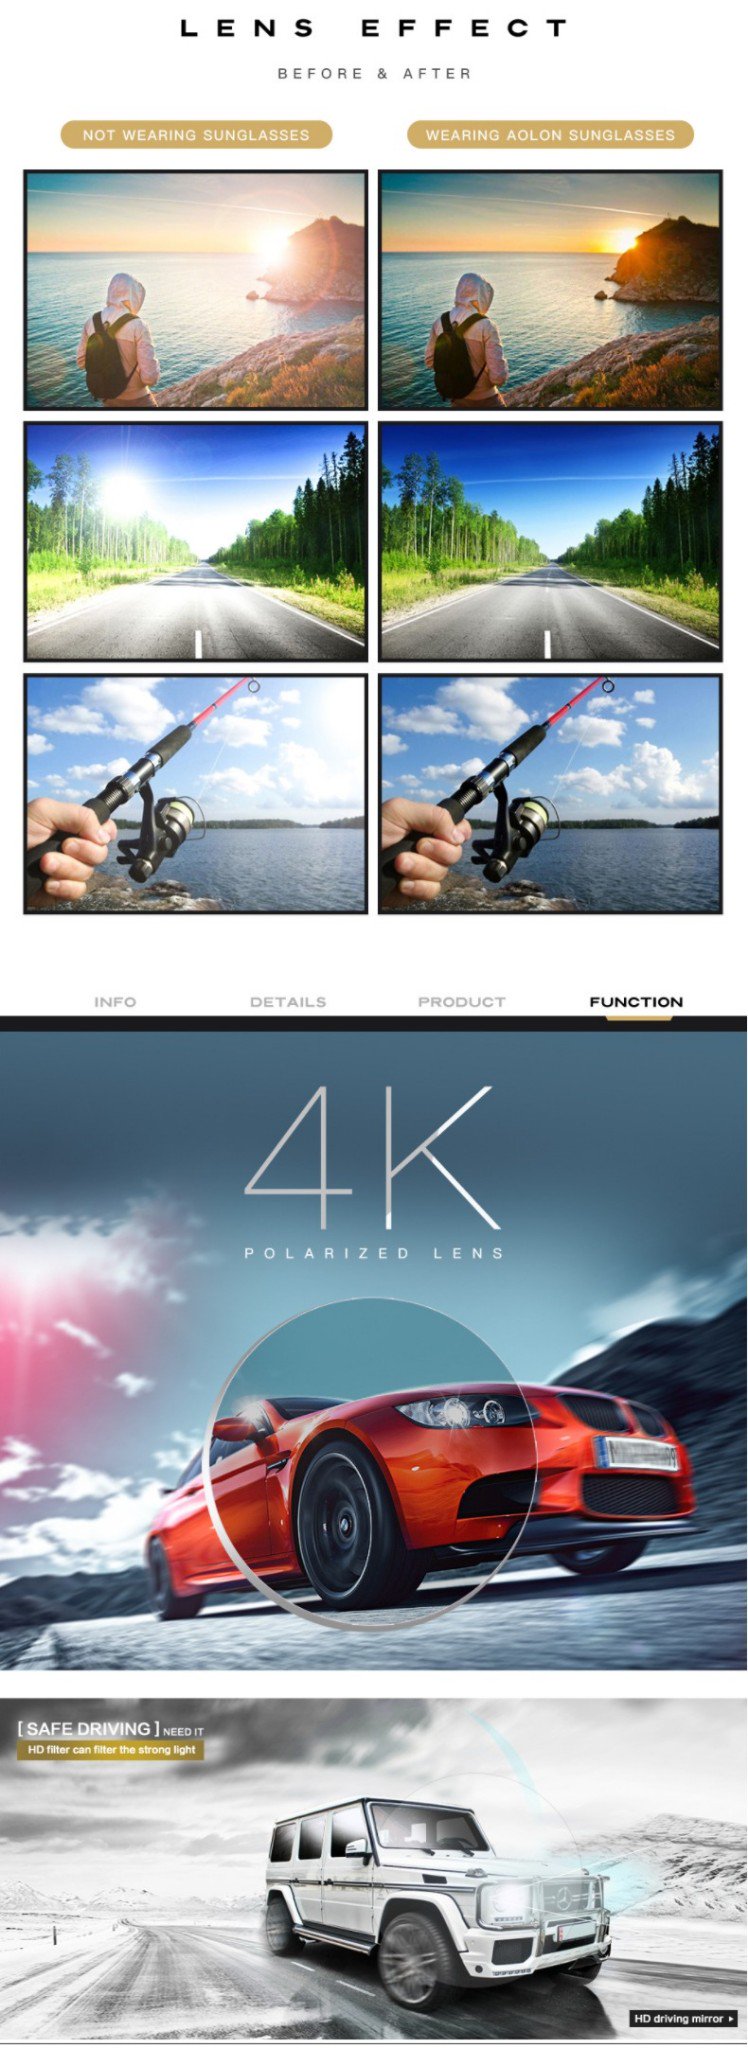 LENS EFFECT
BEFORE & AFTER
NOT WEARING SUNGLASSES
WEARING AOLON SUNGLASSES
INFO
DETAILS
PRODUCT
FUNCTION
4K
POLARIZED LENS
[ SAFE DRIVING ] NEED IT
HD filter can filter the strong light
HD driving mirror